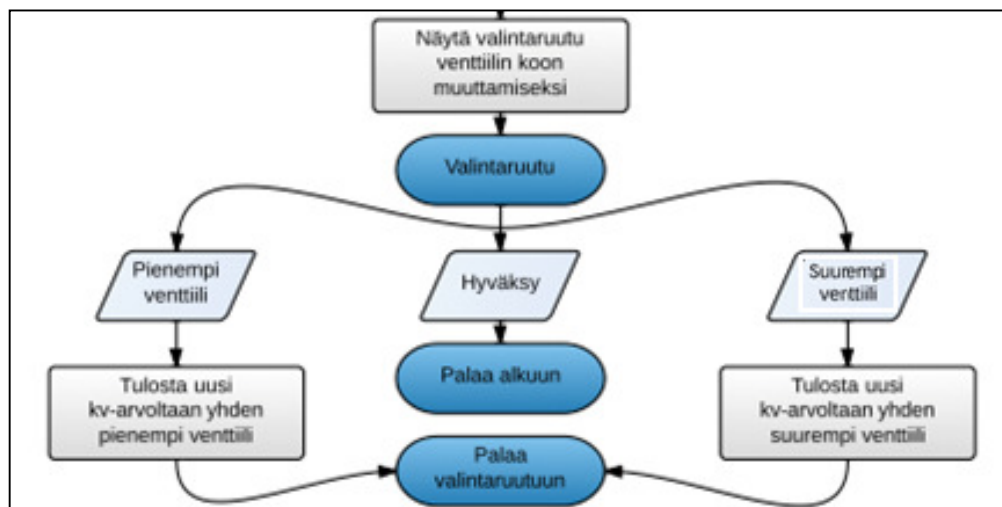 Näytä valintaruutu
venttiilin koon
muuttamiseksi
Valintaruutu
Pienempi
venttiili
Hyväksy
Suurempi
venttiili
Tulosta uusi
kv-arvoltaan yhden
pienempi venttiili
Palaa alkuun
Tulosta uusi
kv-arvoltaan yhden
suurempi venttiili
Palaa
valintaruutuun